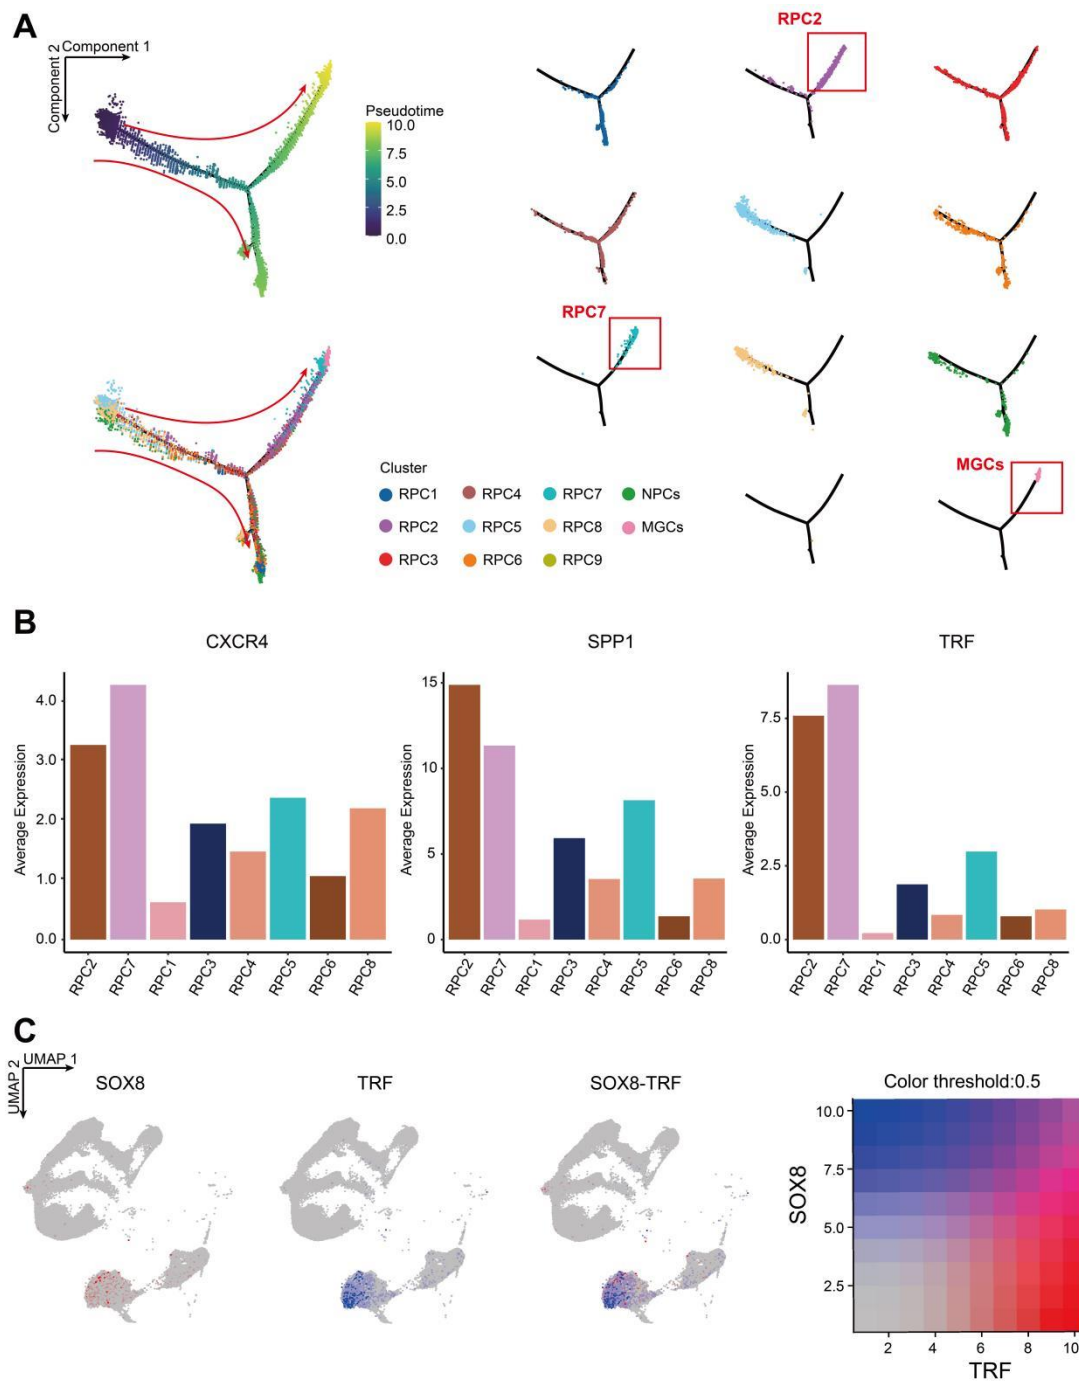 A
Component 1
Component 2
Pseudotime
10.0
7.5
5.0
2.5
0.0
RPC2
RPC7
MGCs
Cluster
RPC1
RPC4
RPC7
NPCs
RPC2
RPC5
RPC8
MGCs
RPC3
RPC6
RPC9
B
CXCR4
SPP1
TRF
Average Expression
4.0
3.0
2.0
1.0
0.0
RPC2
RPC7
RPC1
RPC3
RPC4
RPC5
RPC6
RPC8
Average Expression
15
10
5
0
RPC2
RPC7
RPC1
RPC3
RPC4
RPC5
RPC6
RPC8
Average Expression
7.5
5.0
2.5
0.0
RPC2
RPC7
RPC1
RPC3
RPC4
RPC5
RPC6
RPC8
C
UMAP 1
UMAP 2
SOX8
TRF
SOX8-TRF
Color threshold:0.5
SOX8
10.0
7.5
5.0
2.5
2 4 6 8 10
TRF